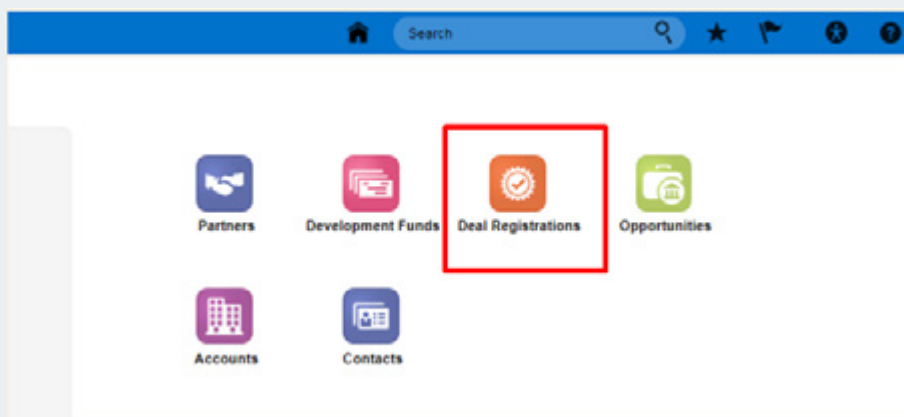 Search
Partners
Development Funds
Deal Registrations
Opportunities
Accounts
Contacts